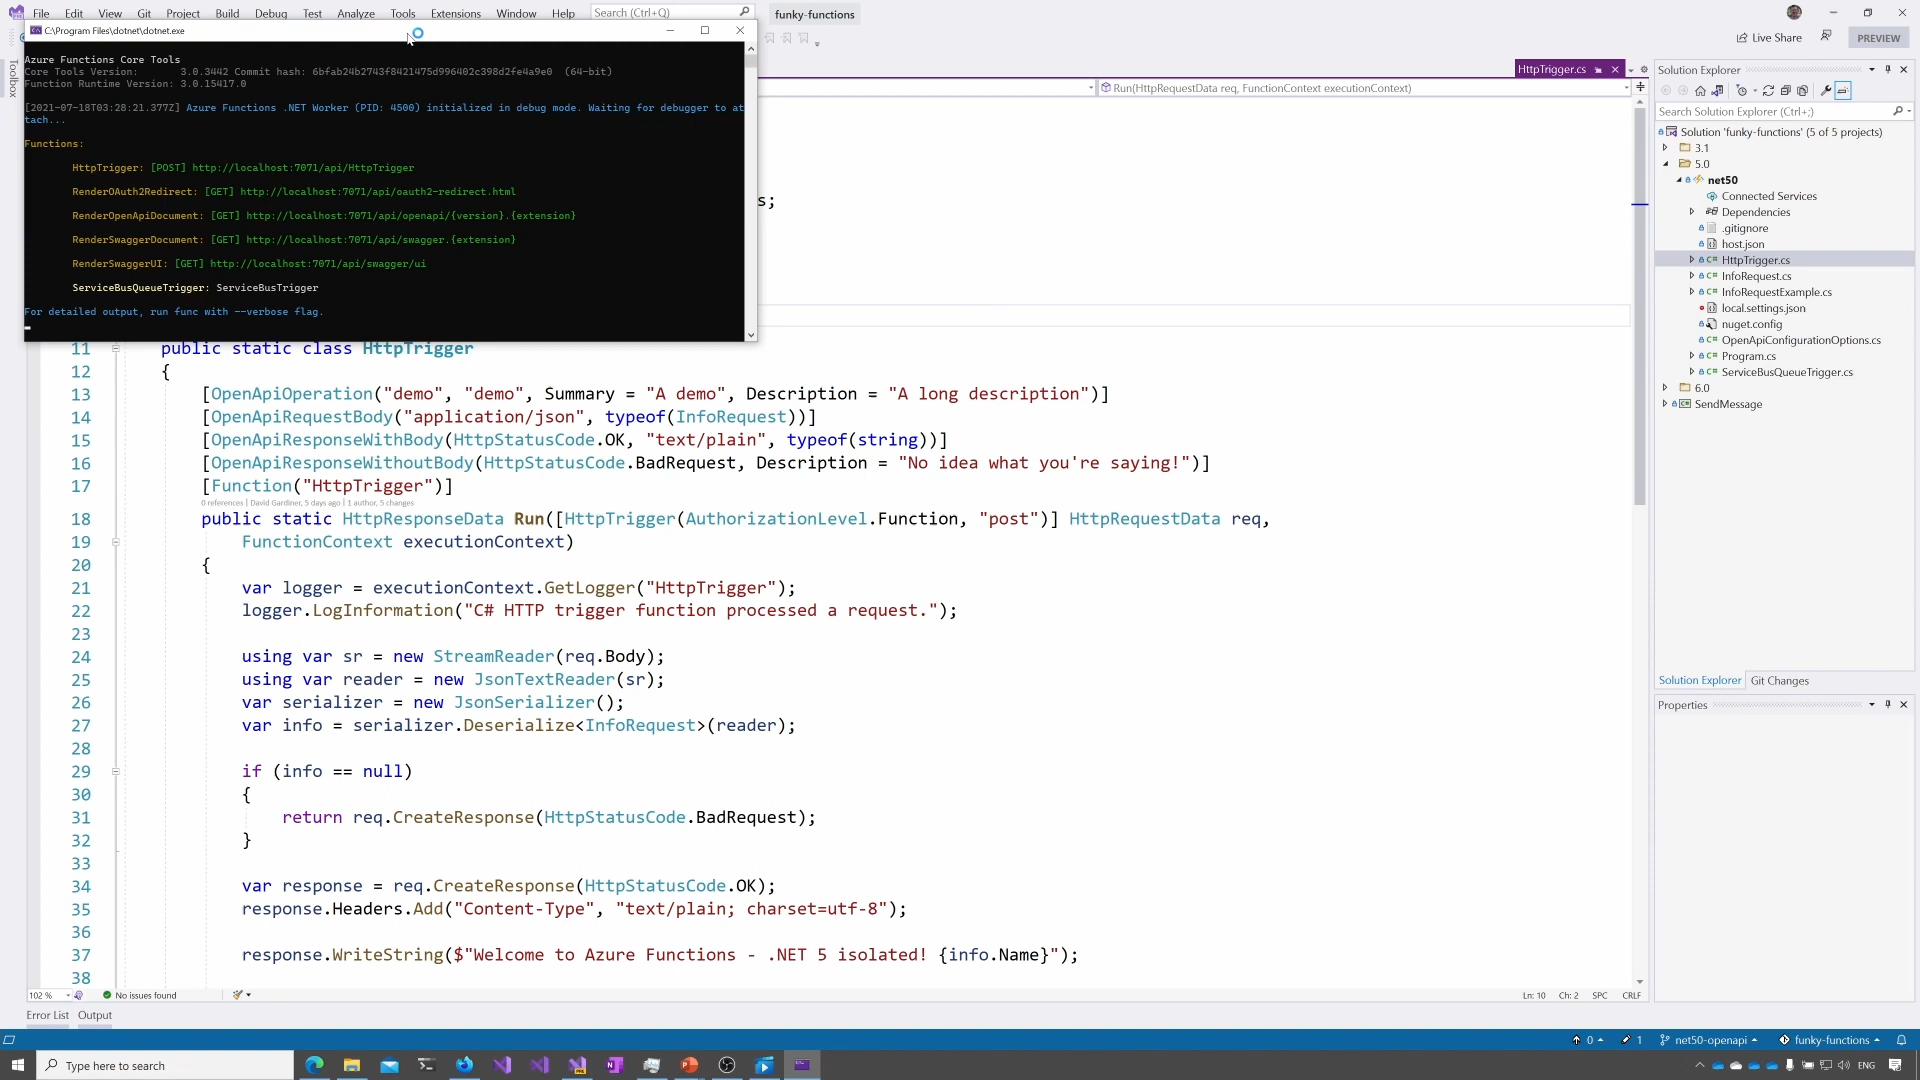 File Edit View Git Project Build Debug Test Analyze Tools Extensions Window Help Search (Ctrl+Q) funky-functions
Live Share PREVIEW
C:\Program Files\dotnet\dotnet.exe
Azure Functions Core Tools
Core Tools Version: 3.0.3442 Commit hash: 6bfab24b2743f8421475d996402c398d2fe4a9e0 (64-bit)
Function Runtime Version: 3.0.15417.0
[2021-07-18T03:28:21.377Z] Azure Functions .NET Worker (PID: 4500) initialized in debug mode. Waiting for debugger to at
tach...
Functions:
HttpTrigger: [POST] http://localhost:7071/api/HttpTrigger
RenderOAuth2Redirect: [GET] http://localhost:7071/api/oauth2-redirect.html
RenderOpenApiDocument: [GET] http://localhost:7071/api/openapi/{version}.{extension}
RenderSwaggerDocument: [GET] http://localhost:7071/api/swagger.{extension}
RenderSwaggerUI: [GET] http://localhost:7071/api/swagger/ui
ServiceBusQueueTrigger: ServiceBusTrigger
For detailed output, run func with --verbose flag.
Toolbox
HttpTrigger.cs
Run(HttpRequestData req, FunctionContext executionContext)
s;
11 public static class HttpTrigger
12 {
13 [OpenApiOperation("demo", "demo", Summary = "A demo", Description = "A long description")]
14 [OpenApiRequestBody("application/json", typeof(InfoRequest))]
15 [OpenApiResponseWithBody(HttpStatusCode.OK, "text/plain", typeof(string))]
16 [OpenApiResponseWithoutBody(HttpStatusCode.BadRequest, Description = "No idea what you're saying!")]
17 [Function("HttpTrigger")]
0 references | David Gardiner, 5 days ago | 1 author, 5 changes
18 public static HttpResponseData Run([HttpTrigger(AuthorizationLevel.Function, "post")] HttpRequestData req,
19 FunctionContext executionContext)
20 {
21 var logger = executionContext.GetLogger("HttpTrigger");
22 logger.LogInformation("C# HTTP trigger function processed a request.");
23
24 using var sr = new StreamReader(req.Body);
25 using var reader = new JsonTextReader(sr);
26 var serializer = new JsonSerializer();
27 var info = serializer.Deserialize<InfoRequest>(reader);
28
29 if (info == null)
30 {
31 return req.CreateResponse(HttpStatusCode.BadRequest);
32 }
33
34 var response = req.CreateResponse(HttpStatusCode.OK);
35 response.Headers.Add("Content-Type", "text/plain; charset=utf-8");
36
37 response.WriteString($"Welcome to Azure Functions - .NET 5 isolated! {info.Name}");
38
102 % No issues found Ln: 10 Ch: 2 SPC CRLF
Error List Output
Solution Explorer
Search Solution Explorer (Ctrl+;)
Solution 'funky-functions' (5 of 5 projects)
3.1
5.0
net50
Connected Services
Dependencies
.gitignore
host.json
HttpTrigger.cs
InfoRequest.cs
InfoRequestExample.cs
local.settings.json
nuget.config
OpenApiConfigurationOptions.cs
Program.cs
ServiceBusQueueTrigger.cs
6.0
SendMessage
Solution Explorer Git Changes
Properties
0 1 net50-openapi funky-functions
Type here to search
ENG